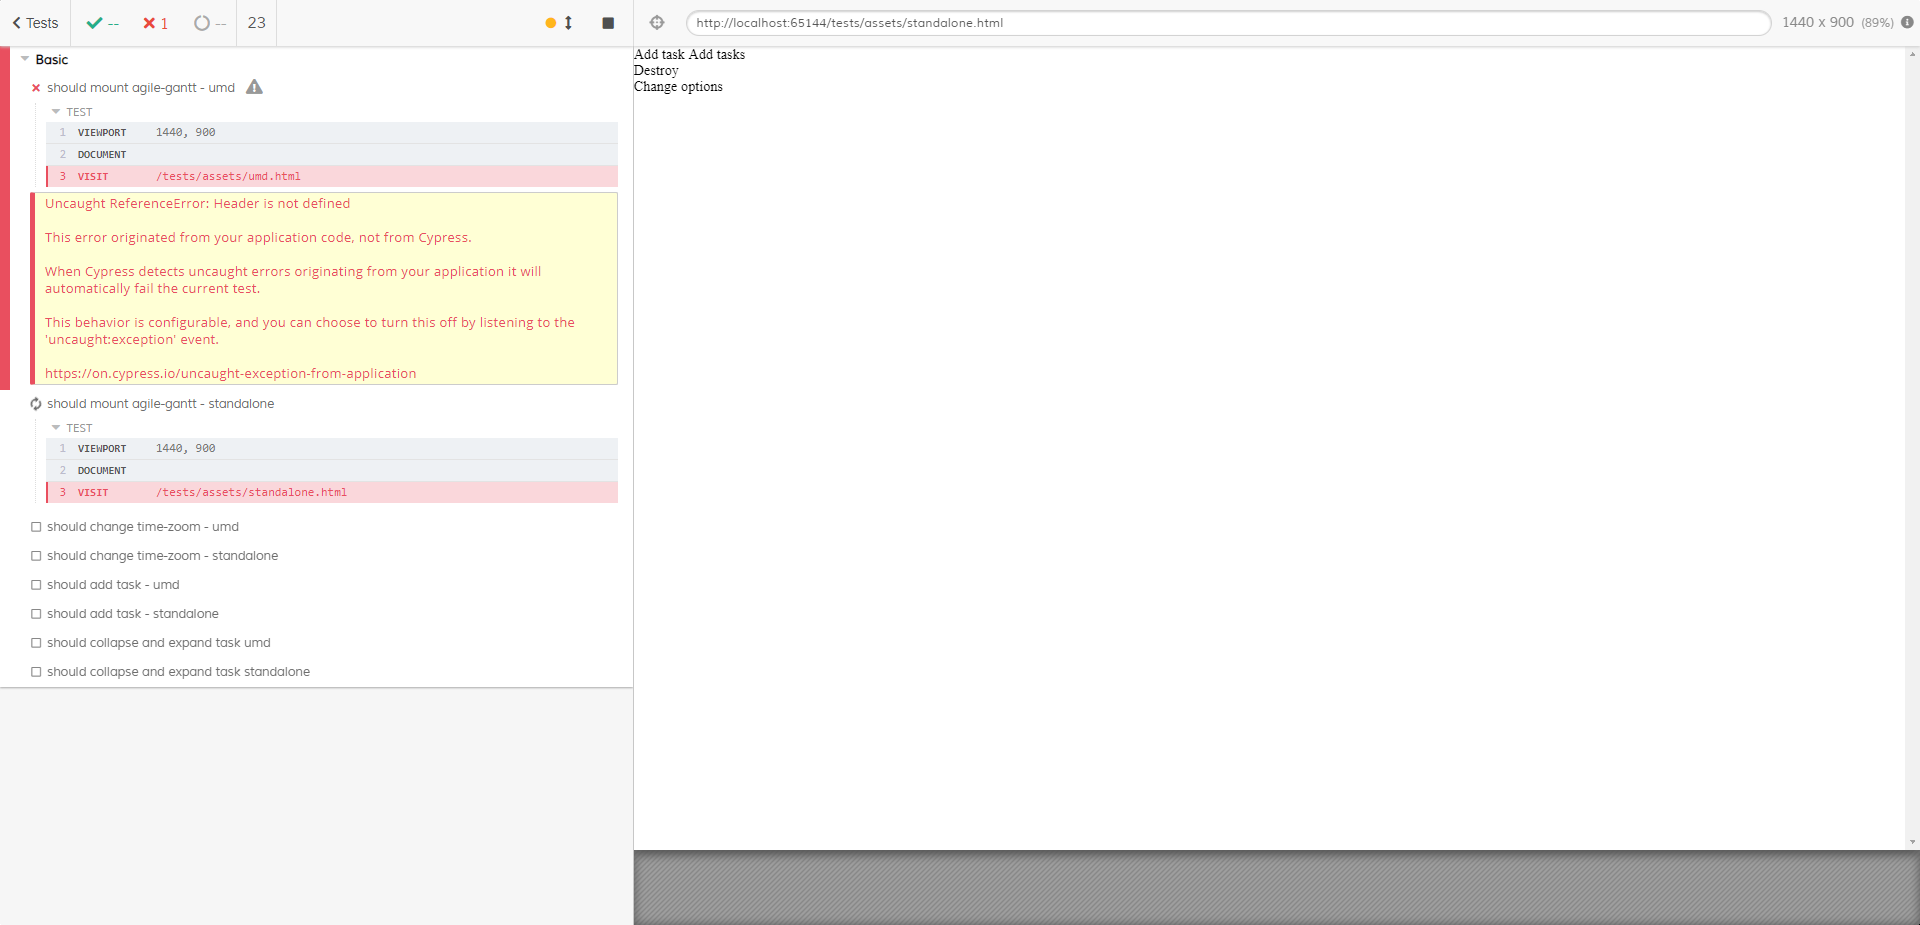 Tests
--
1
--
23
http://localhost:65144/tests/assets/standalone.html
1440 x 900 (89%)
Basic
should mount agile-gantt - umd
TEST
1 VIEWPORT 1440, 900
2 DOCUMENT
3 VISIT /tests/assets/umd.html
Uncaught ReferenceError: Header is not defined
This error originated from your application code, not from Cypress.
When Cypress detects uncaught errors originating from your application it will
automatically fail the current test.
This behavior is configurable, and you can choose to turn this off by listening to the
'uncaught:exception' event.
https://on.cypress.io/uncaught-exception-from-application
should mount agile-gantt - standalone
TEST
1 VIEWPORT 1440, 900
2 DOCUMENT
3 VISIT /tests/assets/standalone.html
should change time-zoom - umd
should change time-zoom - standalone
should add task - umd
should add task - standalone
should collapse and expand task umd
should collapse and expand task standalone
Add task Add tasks
Destroy
Change options